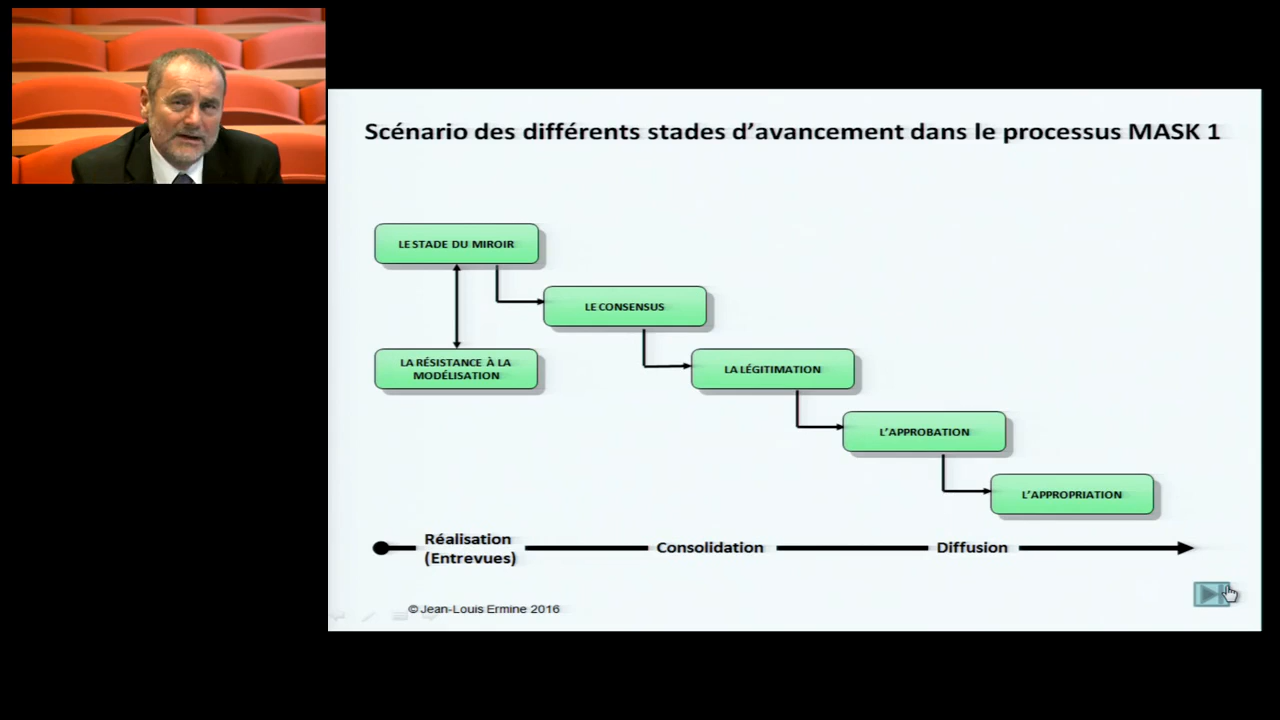 Scénario des différents stades d'avancement dans le processus MASK 1
LE STADE DU MIROIR
LE CONSENSUS
LA RÉSISTANCE À LA
MODÉLISATION
LA LÉGITIMATION
L'APPROBATION
L'APPROPRIATION
Réalisation
(Entrevues)
Consolidation
Diffusion
© Jean-Louis Ermine 2016